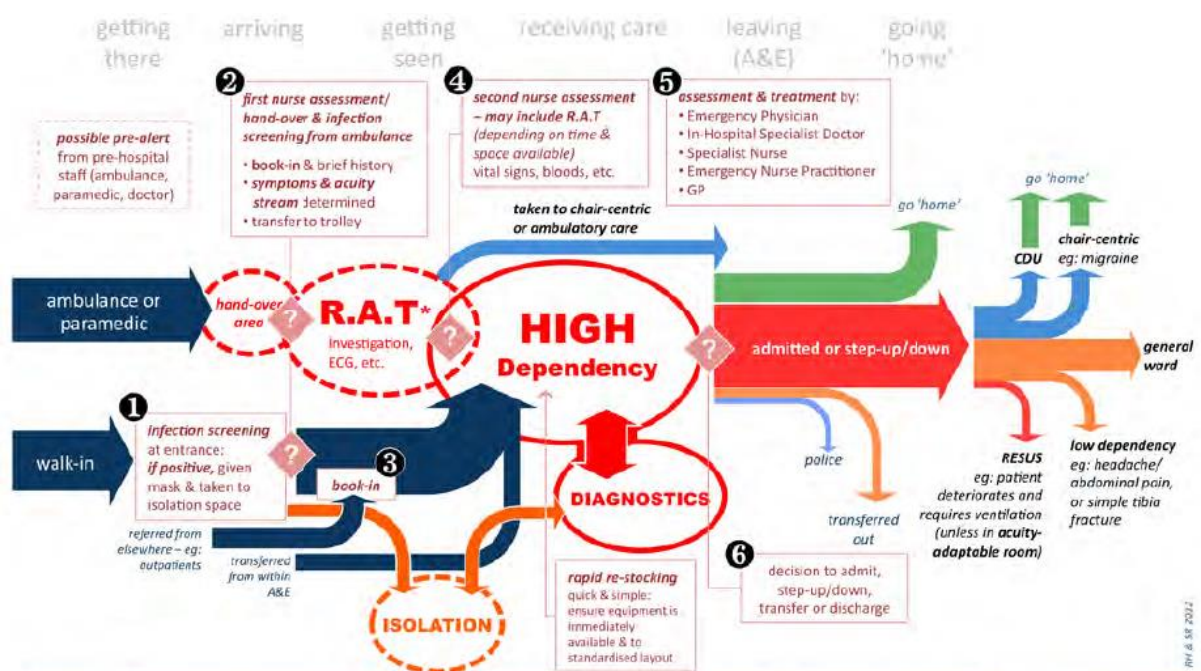 getting there
arriving
getting seen
receiving care
leaving (A&E)
going 'home'
possible pre-alert
from pre-hospital
staff (ambulance,
paramedic, doctor)
2
first nurse assessment/
hand-over & infection
screening from ambulance
• book-in & brief history
• symptoms & acuity
stream determined
• transfer to trolley
4
second nurse assessment
– may include R.A.T
(depending on time &
space available)
vital signs, bloods, etc.
5
assessment & treatment by:
• Emergency Physician
• In-Hospital Specialist Doctor
• Specialist Nurse
• Emergency Nurse Practitioner
• GP
taken to chair-centric
or ambulatory care
go 'home'
go 'home'
CDU
chair-centric
eg: migraine
ambulance or
paramedic
hand-over
area
?
R.A.T*
Investigation,
ECG, etc.
?
HIGH
Dependency
?
admitted or step-up/down
general
ward
1
infection screening
at entrance:
if positive, given
mask & taken to
isolation space
walk-in
?
3
book-in
DIAGNOSTICS
police
transferred
out
RESUS
eg: patient
deteriorates and
requires ventilation
(unless in acuity-
adaptable room)
low dependency
eg: headache/
abdominal pain,
or simple tibia
fracture
referred from
elsewhere – eg:
outpatients
transferred
from within
A&E
ISOLATION
rapid re-stocking
quick & simple:
ensure equipment is
immediately
available & to
standardised layout
6
decision to admit,
step-up/down,
transfer or discharge